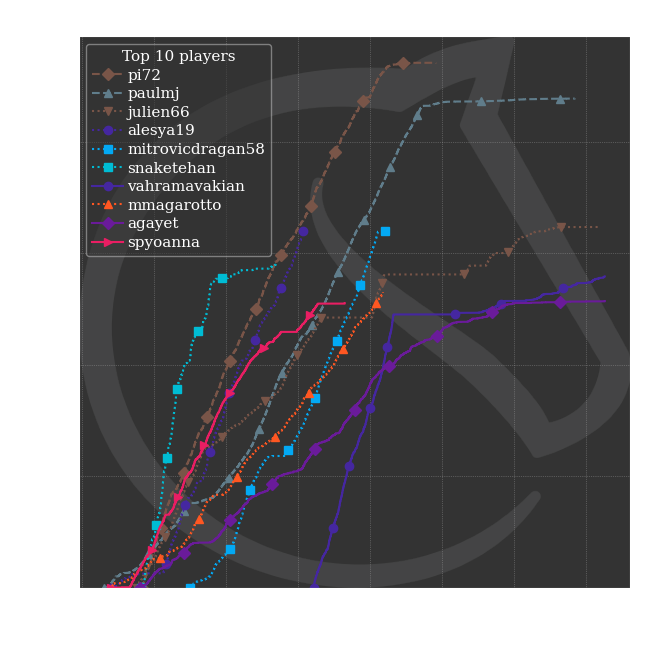 Top 10 players
pi72
paulmj
julien66
alesya19
mitrovicdragan58
snaketehan
vahramavakian
mmagarotto
agayet
spyoanna